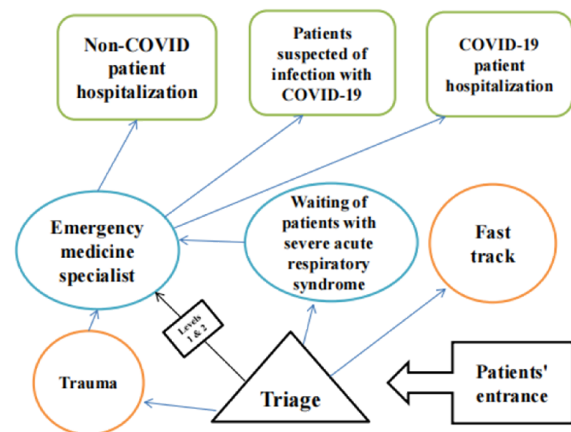 Non-COVID
patient
hospitalization
Patients
suspected of
infection with
COVID-19
COVID-19
patient
hospitalization
Emergency
medicine
specialist
Waiting of
patients with
severe acute
respiratory
syndrome
Fast
track
Levels
1 & 2
Trauma
Triage
Patients'
entrance